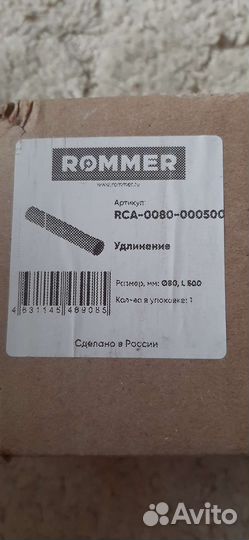 ROMMER
www.rommer.ru
Артикул:
RCA-0080-000500
Удлинение
Размер, мм: Ø80, L 500
Кол-во в упаковке: 1
4 631145 489085
Сделано в России
Avito